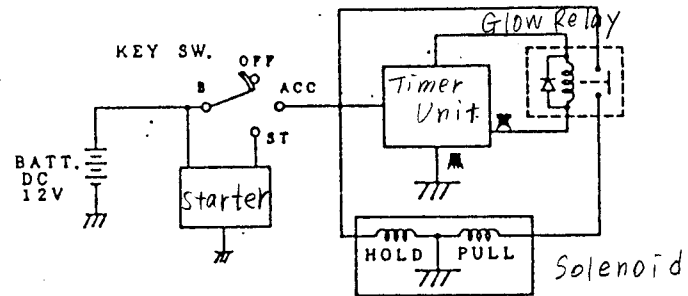 Glow Relay
KEY SW.
OFF
B
ACC
Timer
Unit
ST
BATT.
DC
12V
Starter
HOLD
PULL
Solenoid